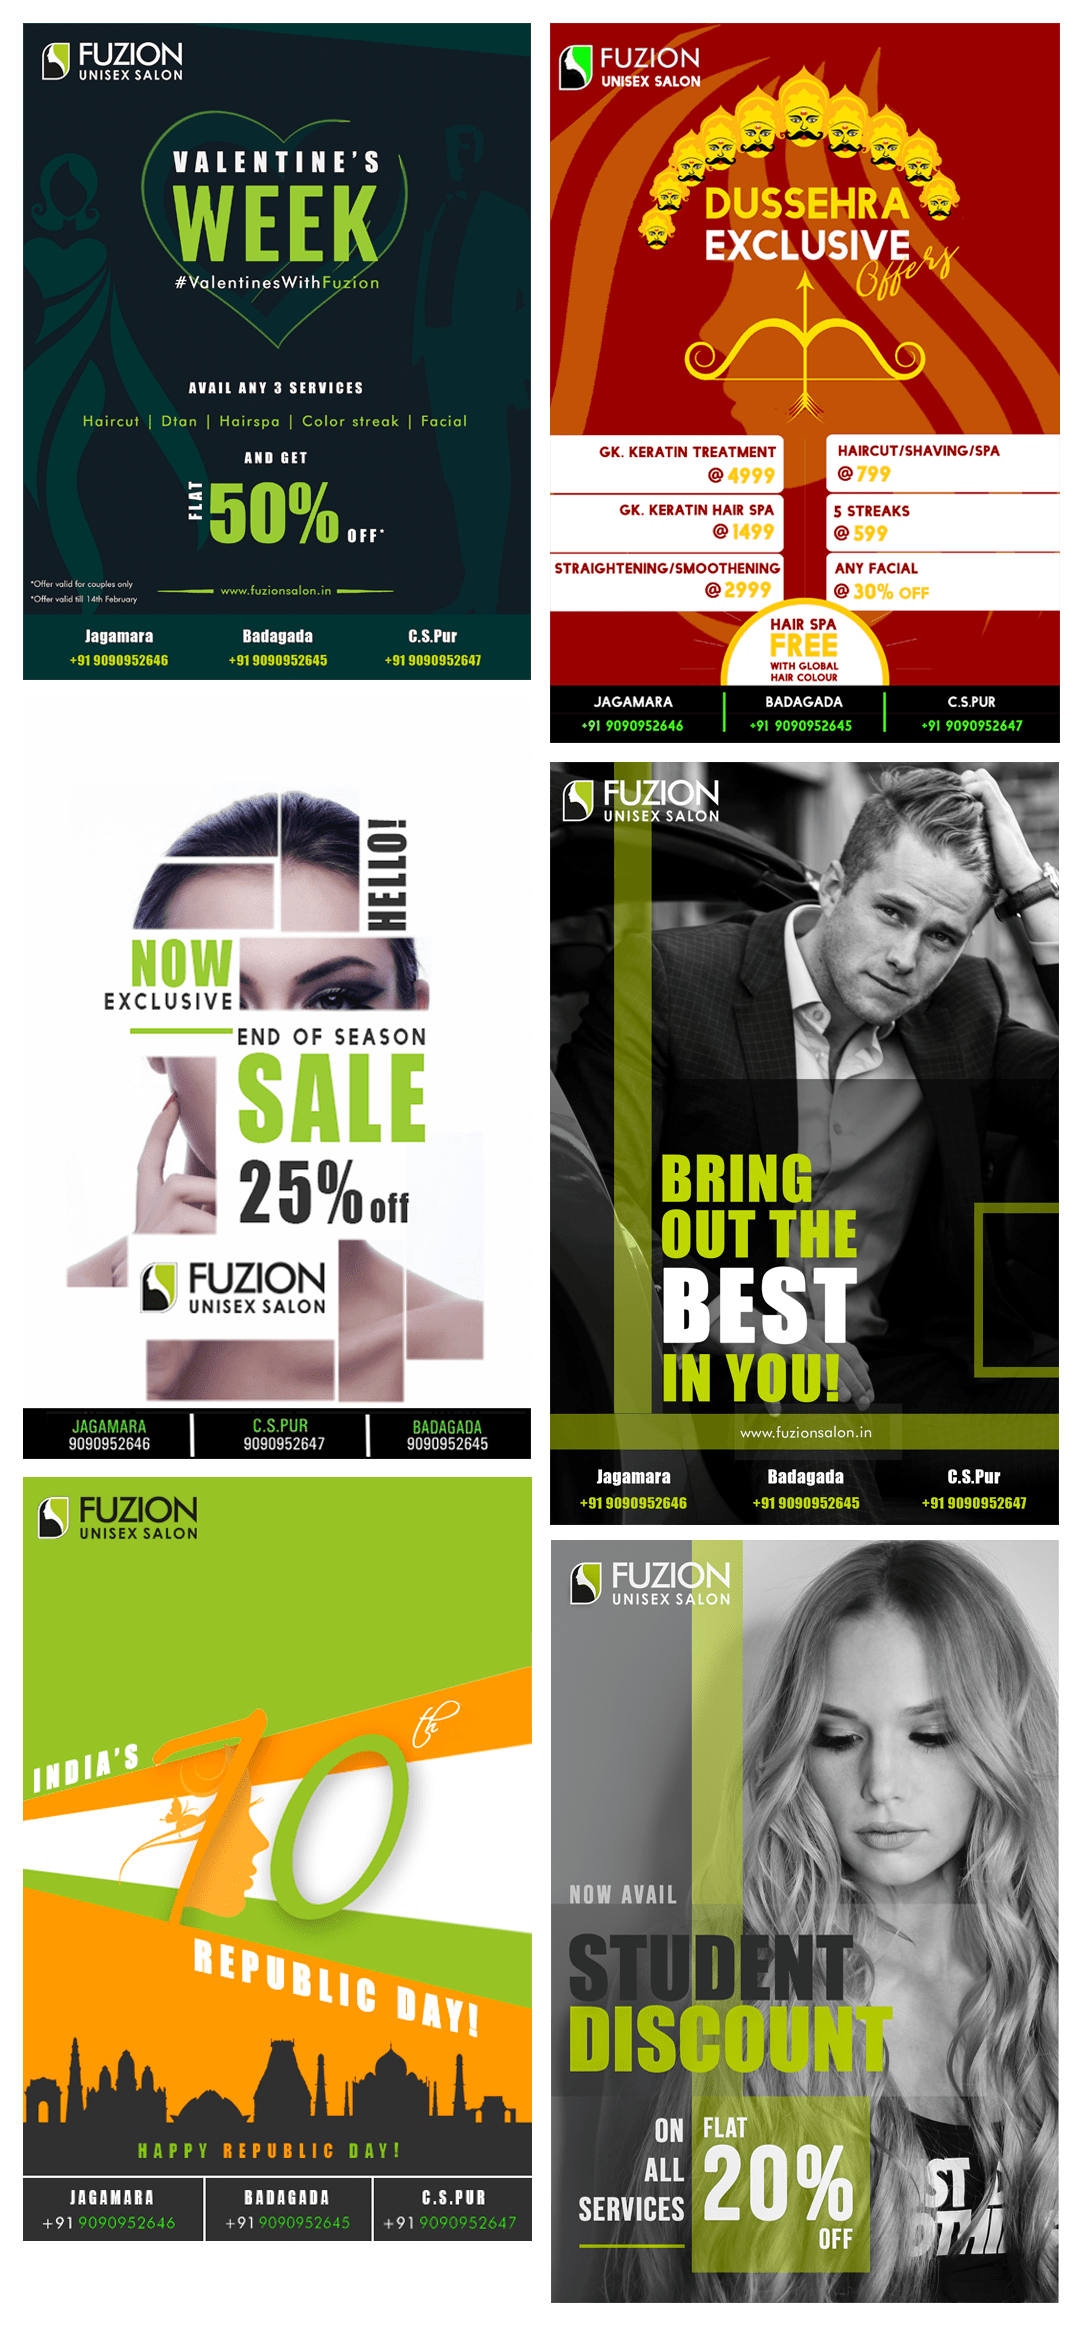 FUZION
UNISEX SALON
VALENTINE'S
WEEK
#ValentinesWithFuzion
AVAIL ANY 3 SERVICES
Haircut | Dtan | Hairspa | Color streak | Facial
AND GET
FLAT
50% OFF*
*Offer valid for couples only
*Offer valid till 14th February
www.fuzionsalon.in
Jagamara Badagada C.S.Pur
+91 9090952646 +91 9090952645 +91 9090952647
FUZION
UNISEX SALON
DUSSEHRA
EXCLUSIVE
Offers
GK. KERATIN TREATMENT
@ 4999
HAIRCUT/SHAVING/SPA
@ 799
GK. KERATIN HAIR SPA
@ 1499
5 STREAKS
@ 599
STRAIGHTENING/SMOOTHENING
@ 2999
ANY FACIAL
@ 30% OFF
HAIR SPA
FREE
WITH GLOBAL
HAIR COLOUR
JAGAMARA BADAGADA C.S.PUR
+91 9090952646 +91 9090952645 +91 9090952647
HELLO!
NOW
EXCLUSIVE
END OF SEASON
SALE
25% off
FUZION
UNISEX SALON
JAGAMARA C.S.PUR BADAGADA
9090952646 9090952647 9090952645
FUZION
UNISEX SALON
BRING
OUT THE
BEST
IN YOU!
www.fuzionsalon.in
Jagamara Badagada C.S.Pur
+91 9090952646 +91 9090952645 +91 9090952647
FUZION
UNISEX SALON
INDIA'S
70th
REPUBLIC DAY!
HAPPY REPUBLIC DAY!
JAGAMARA BADAGADA C.S.PUR
+91 9090952646 +91 9090952645 +91 9090952647
FUZION
UNISEX SALON
NOW AVAIL
STUDENT
DISCOUNT
ON
ALL
SERVICES
FLAT
20%
OFF